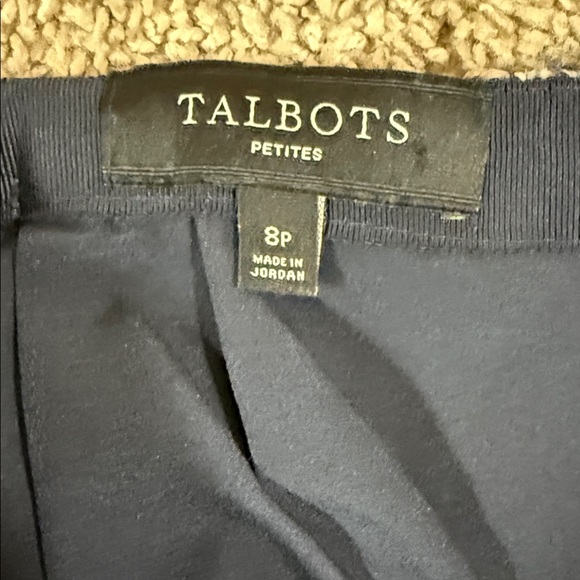 TALBOTS
PETITES
8P
MADE IN
JORDAN